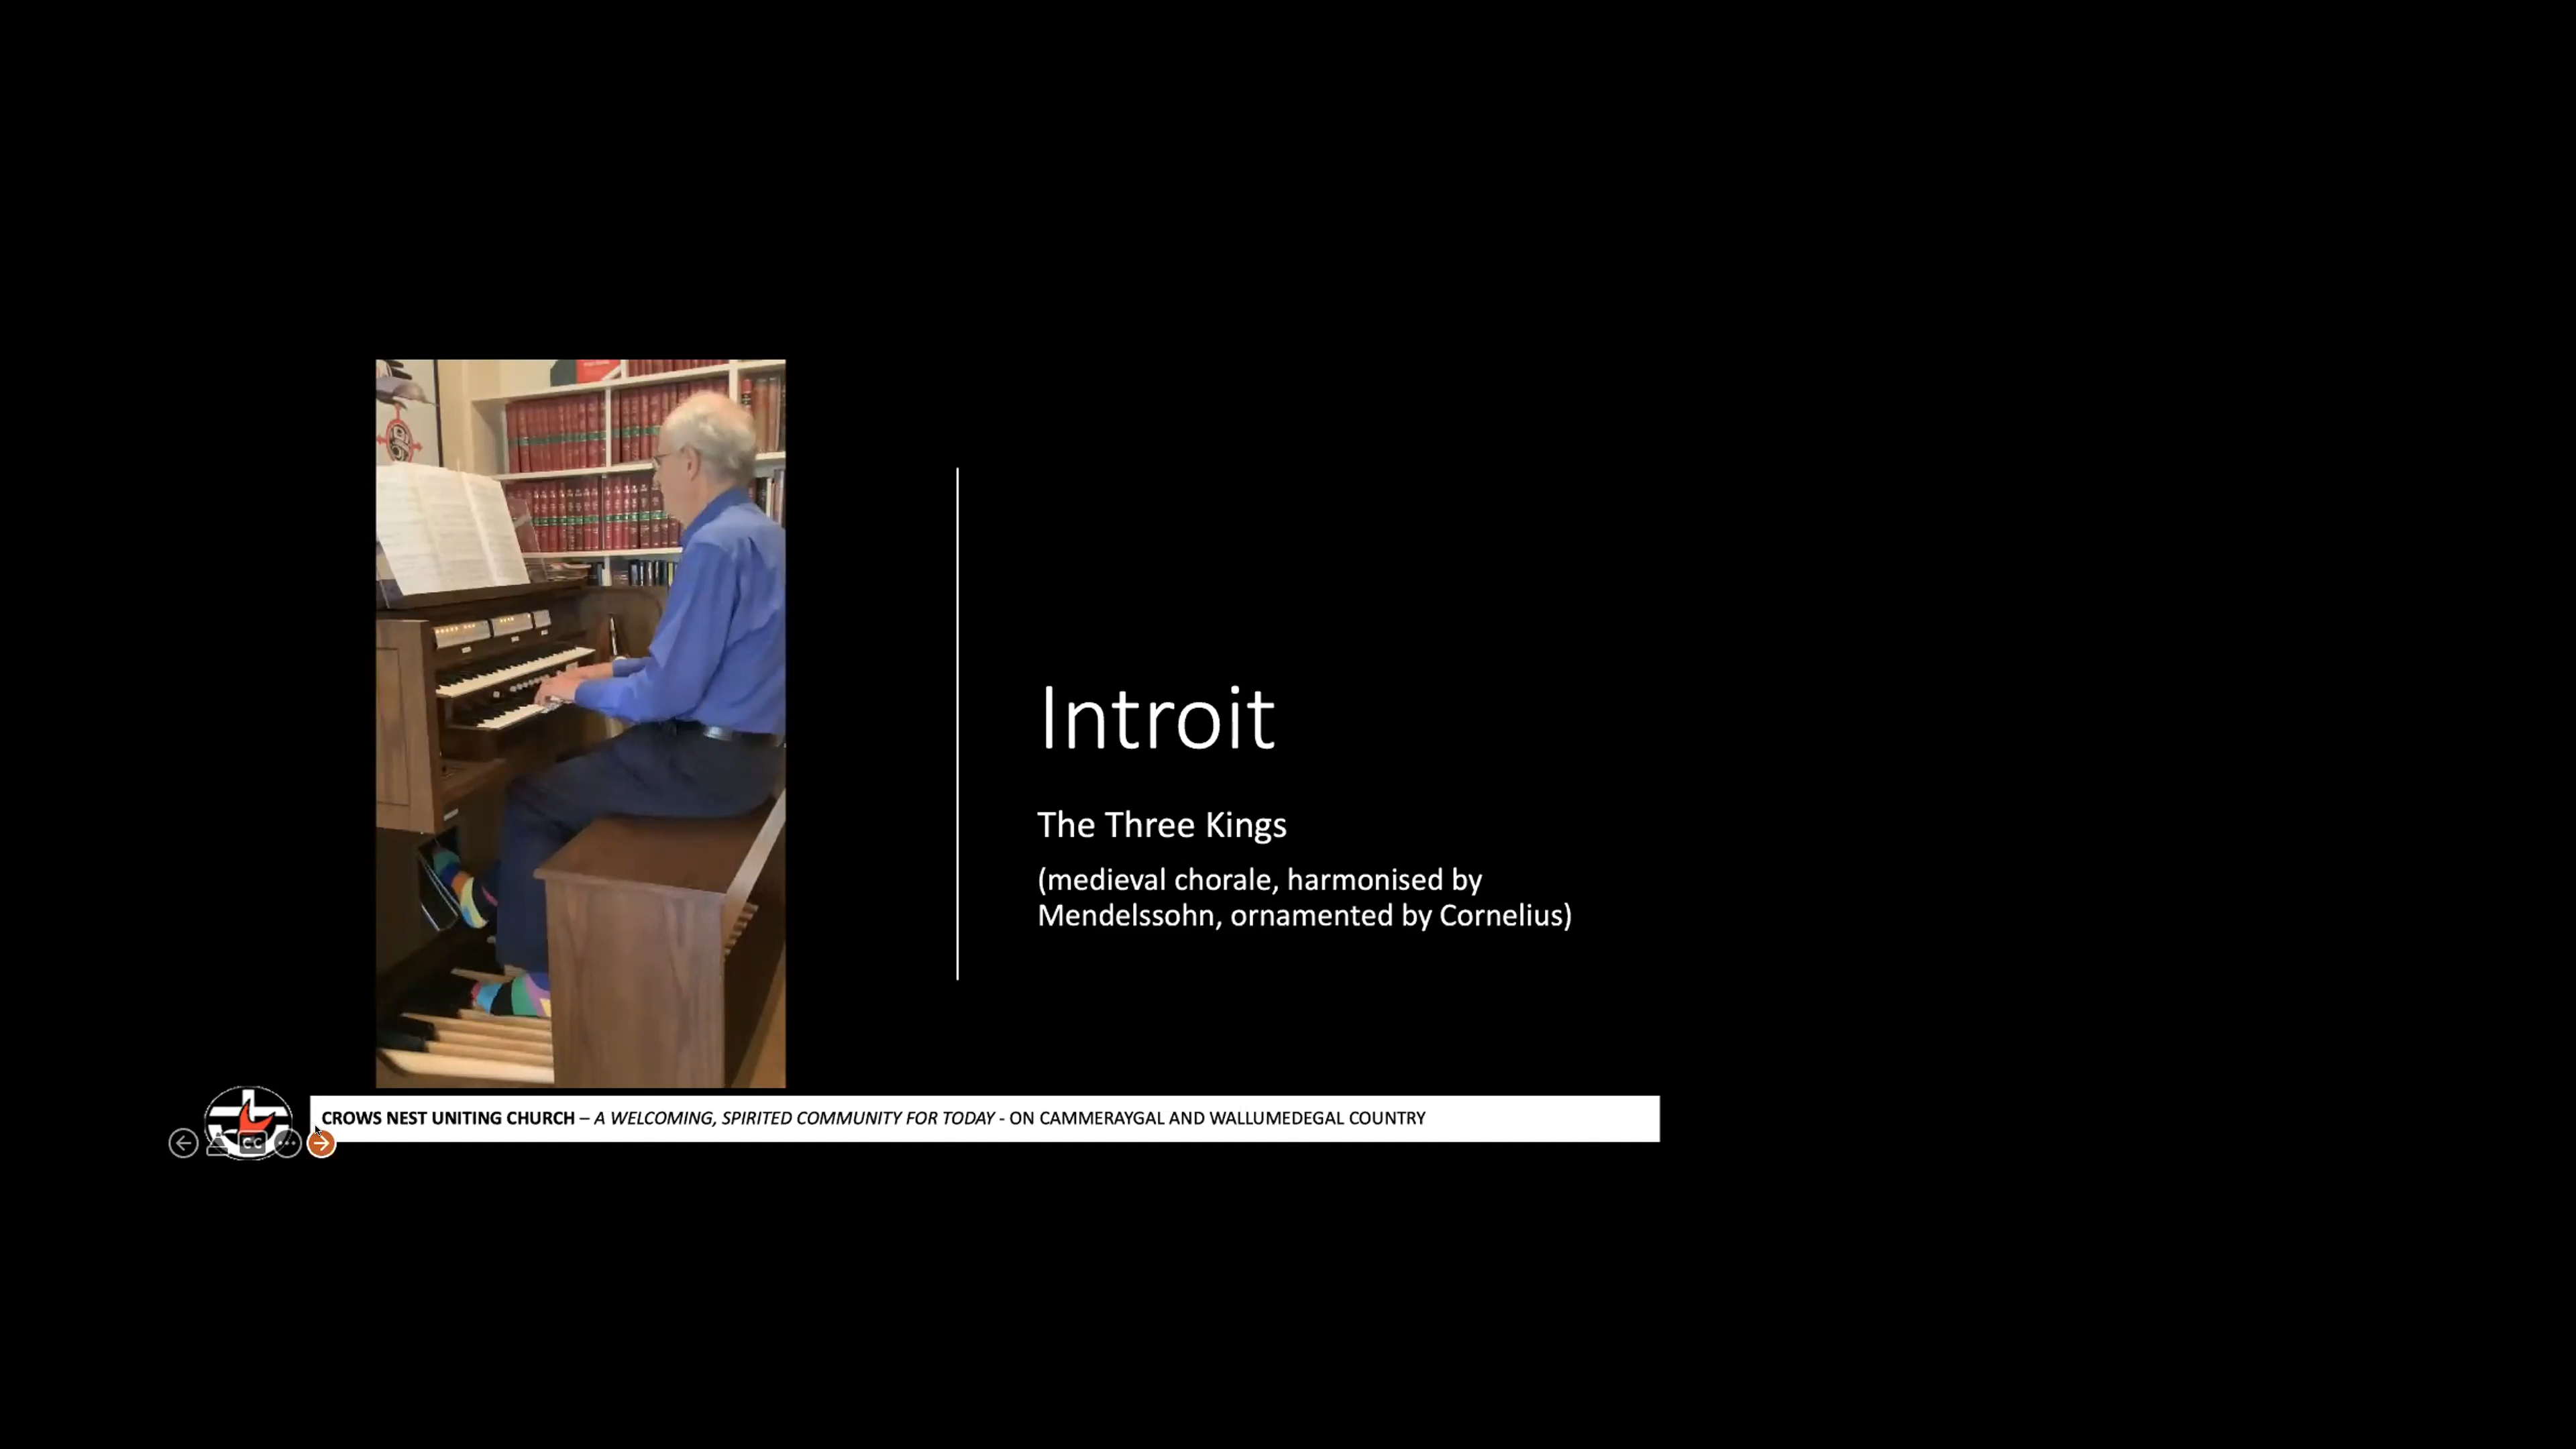 Introit
The Three Kings
(medieval chorale, harmonised by
Mendelssohn, ornamented by Cornelius)
CROWS NEST UNITING CHURCH – A WELCOMING, SPIRITED COMMUNITY FOR TODAY - ON CAMMERAYGAL AND WALLUMEDEGAL COUNTRY
CC